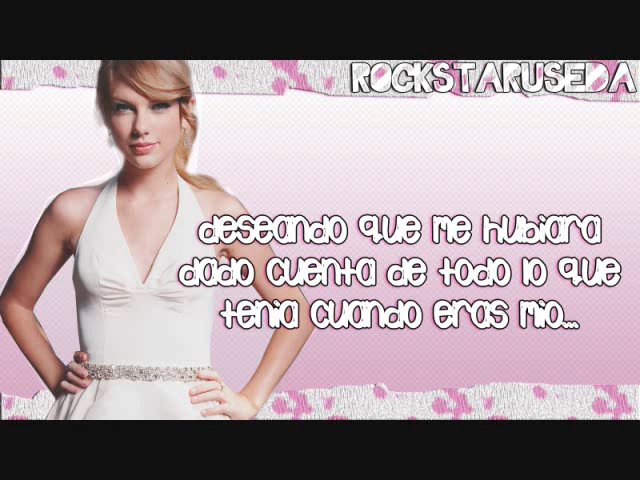 ROCKSTARUSEDA
deseando que me hubiara
dado cuenta de todo lo que
tenia cuando eras mio...